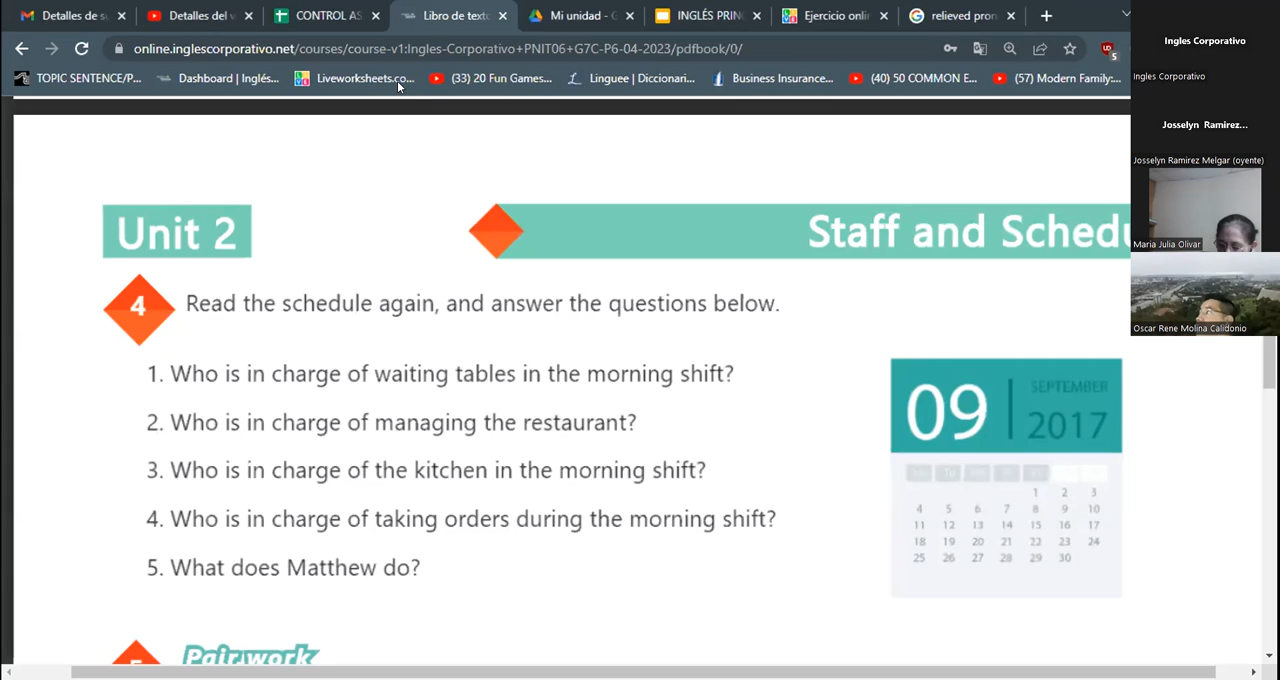 Detalles de s
Detalles del v
CONTROL AS
Libro de text
Mi unidad - G
INGLÉS PRIN
Ejercicio onli
relieved pron
online.inglescorporativo.net/courses/course-v1:Ingles-Corporativo+PNIT06+G7C-P6-04-2023/pdfbook/0/
5
TOPIC SENTENCE/P...
Dashboard | Inglés...
Liveworksheets.co...
(33) 20 Fun Games...
Linguee | Diccionari...
Business Insurance...
(40) 50 COMMON E...
(57) Modern Family:...
Ingles Corporativo
Ingles Corporativo
Josselyn Ramirez...
Josselyn Ramirez Melgar (oyente)
Maria Julia Olivar
Oscar Rene Molina Calidonio
Unit 2
Staff and Schedu
4
Read the schedule again, and answer the questions below.
1. Who is in charge of waiting tables in the morning shift?
2. Who is in charge of managing the restaurant?
3. Who is in charge of the kitchen in the morning shift?
4. Who is in charge of taking orders during the morning shift?
5. What does Matthew do?
09
SEPTEMBER
2017
1 2 3
4 5 6 7 8 9 10
11 12 13 14 15 16 17
18 19 20 21 22 23 24
25 26 27 28 29 30
5
Pair work